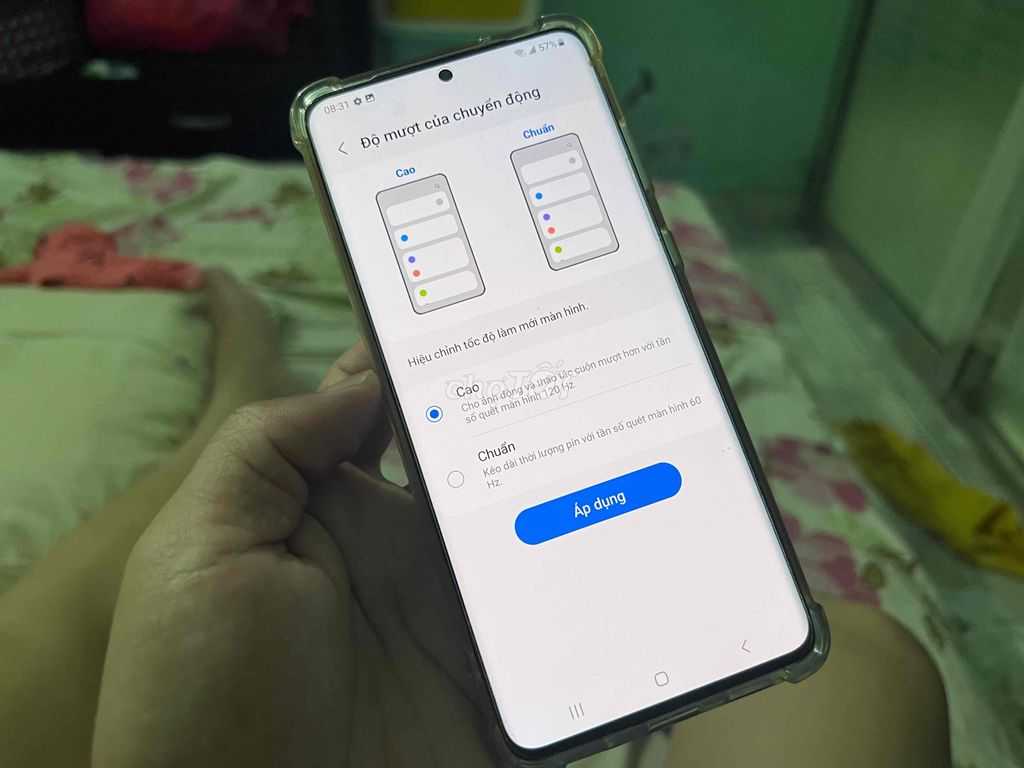 08:31
57%
Độ mượt của chuyển động
Cao
Chuẩn
Hiệu chỉnh tốc độ làm mới màn hình.
Cao
Cho ảnh động và thao tác cuộn mượt hơn với tần
số quét màn hình 120 Hz.
chợTỐT
Chuẩn
Kéo dài thời lượng pin với tần số quét màn hình 60
Hz.
Áp dụng